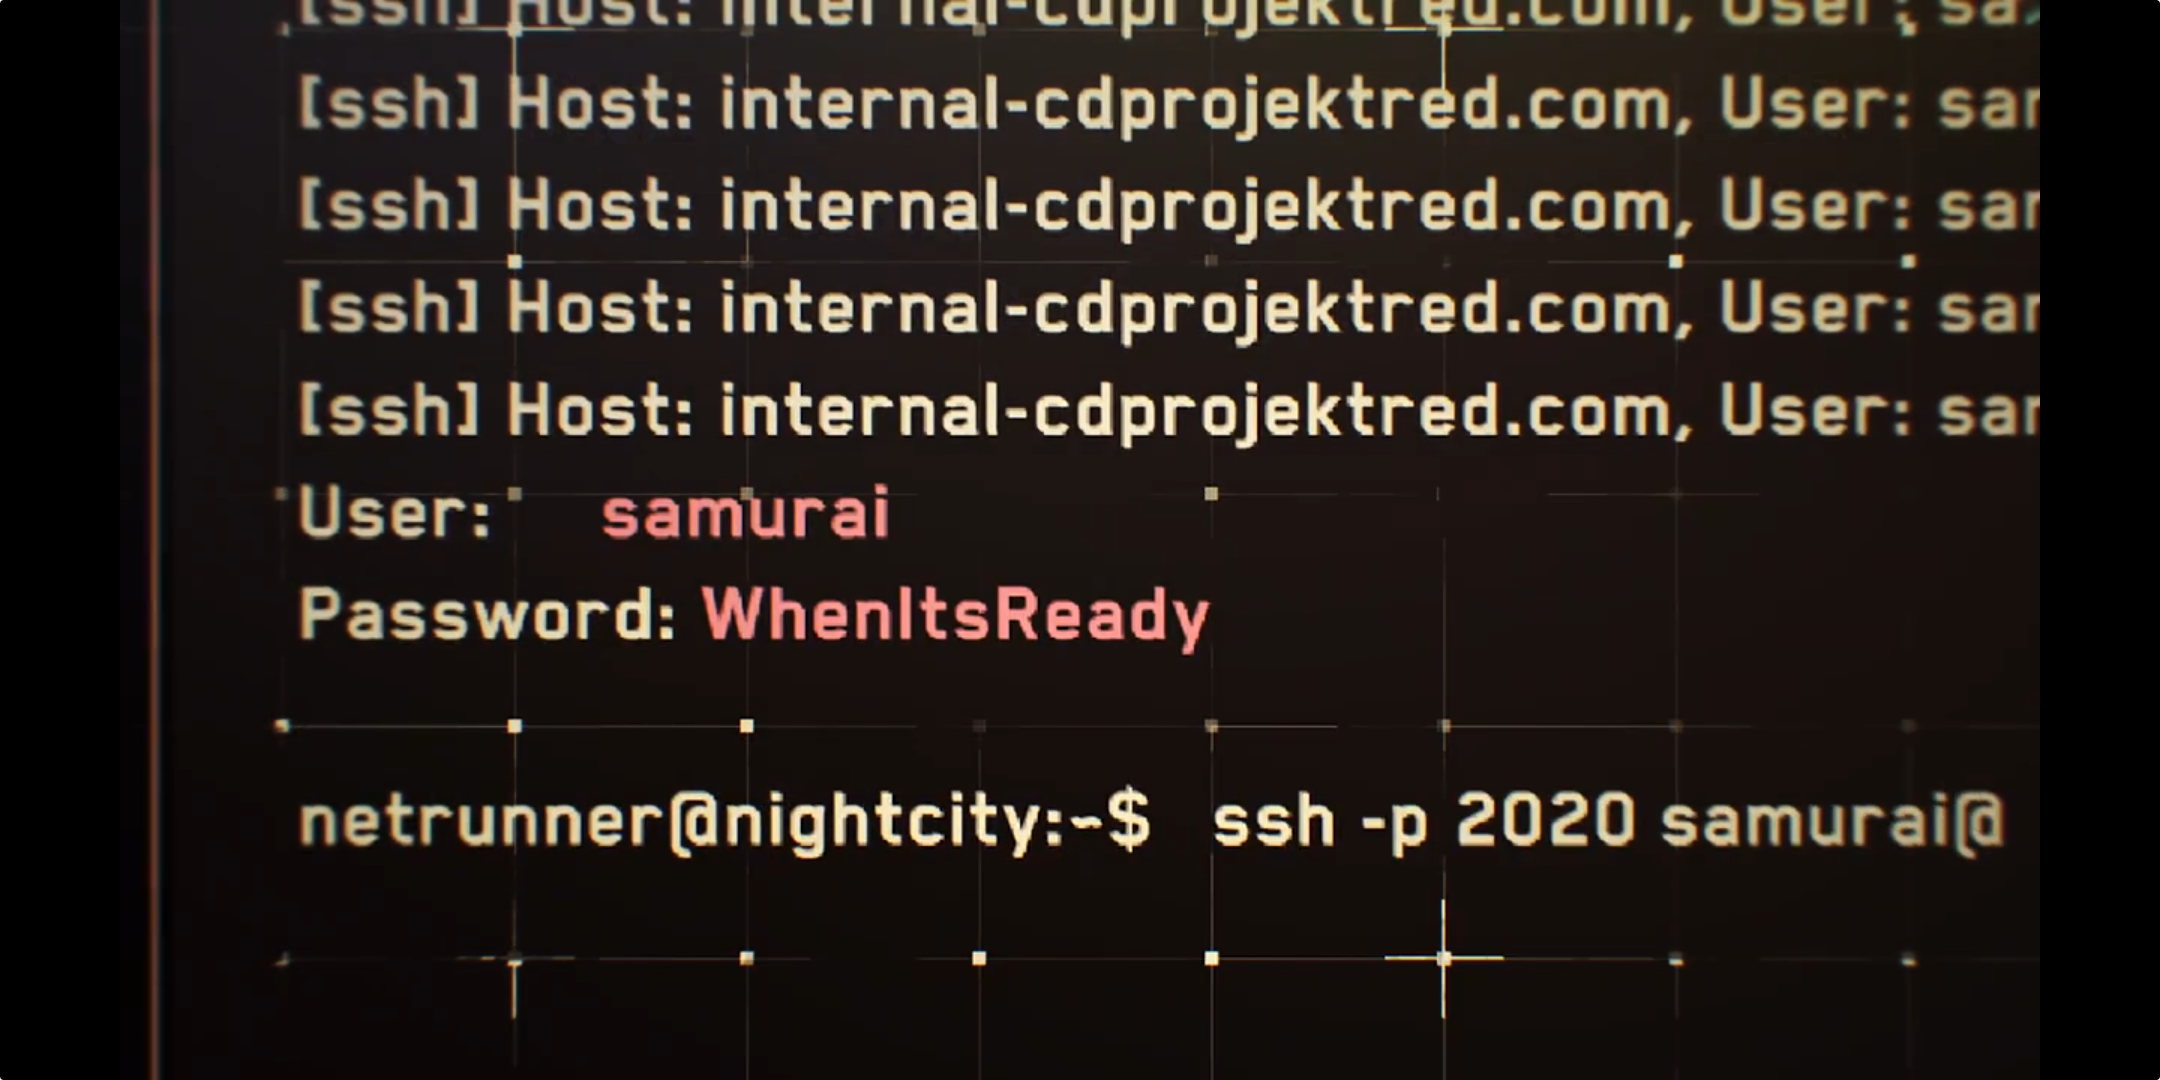 [ssh] Host: internal-cdprojektred.com, User: sa
[ssh] Host: internal-cdprojektred.com, User: sar
[ssh] Host: internal-cdprojektred.com, User: sar
[ssh] Host: internal-cdprojektred.com, User: sar
[ssh] Host: internal-cdprojektred.com, User: sar
User: samurai
Password: WhenItsReady
netrunner@nightcity:~$ ssh -p 2020 samurai@